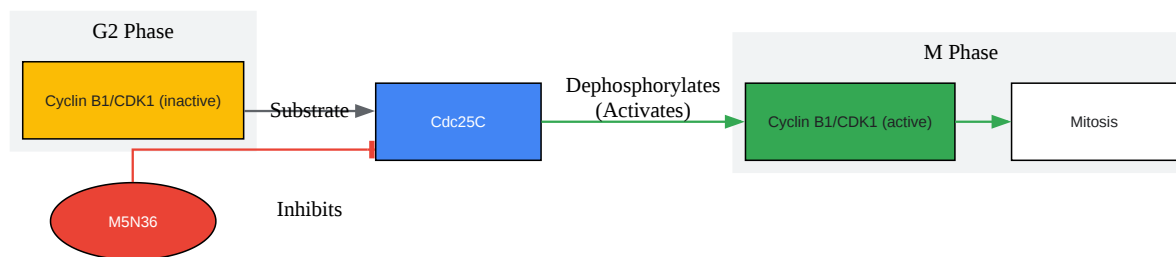 G2 Phase
Cyclin B1/CDK1 (inactive)
Substrate
Cdc25C
Dephosphorylates
(Activates)
M Phase
Cyclin B1/CDK1 (active)
Mitosis
M5N36
Inhibits